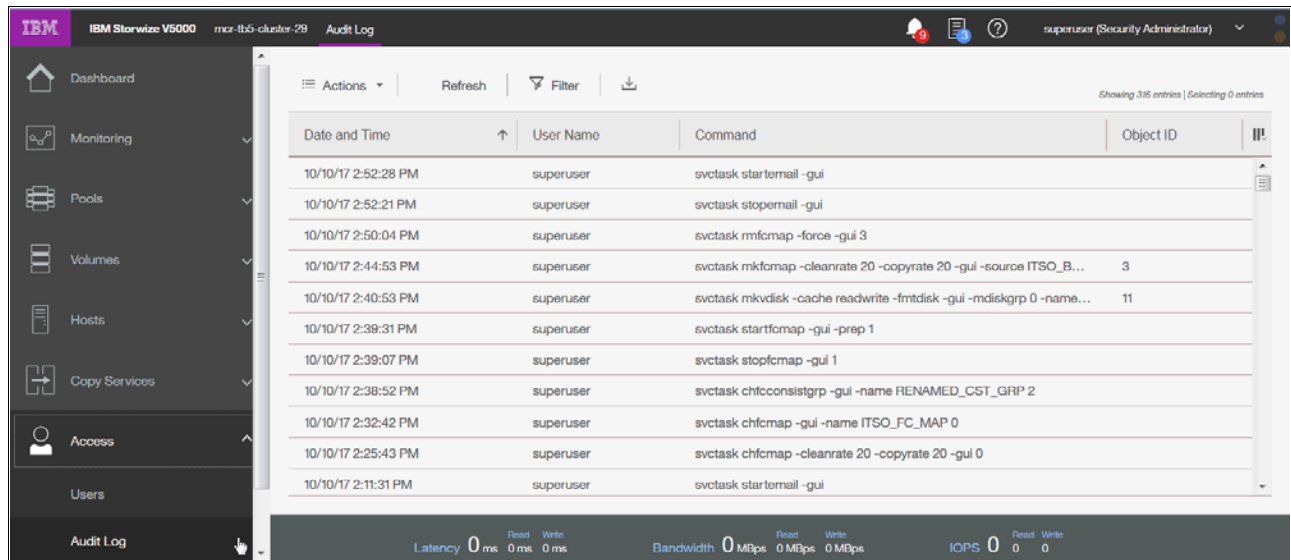 IBM IBM Storwize V5000 mcr-tb5-cluster-29 Audit Log 9 3 ? superuser (Security Administrator)
Dashboard
Monitoring
Pools
Volumes
Hosts
Copy Services
Access
Users
Audit Log
Actions Refresh Filter
Showing 316 entries | Selecting 0 entries
Date and Time User Name Command Object ID
10/10/17 2:52:28 PM superuser svctask startemail -gui
10/10/17 2:52:21 PM superuser svctask stopemail -gui
10/10/17 2:50:04 PM superuser svctask rmfcmap -force -gui 3
10/10/17 2:44:53 PM superuser svctask mkfcmap -cleanrate 20 -copyrate 20 -gui -source ITSO_B... 3
10/10/17 2:40:53 PM superuser svctask mkvdisk -cache readwrite -fmtdisk -gui -mdiskgrp 0 -name... 11
10/10/17 2:39:31 PM superuser svctask startfcmap -gui -prep 1
10/10/17 2:39:07 PM superuser svctask stopfcmap -gui 1
10/10/17 2:38:52 PM superuser svctask chfcconsistgrp -gui -name RENAMED_CST_GRP 2
10/10/17 2:32:42 PM superuser svctask chfcmap -gui -name ITSO_FC_MAP 0
10/10/17 2:25:43 PM superuser svctask chfcmap -cleanrate 20 -copyrate 20 -gui 0
10/10/17 2:11:31 PM superuser svctask startemail -gui
Read Write Read Write Read Write
Latency 0 ms 0 ms 0 ms Bandwidth 0 MBps 0 MBps 0 MBps IOPS 0 0 0